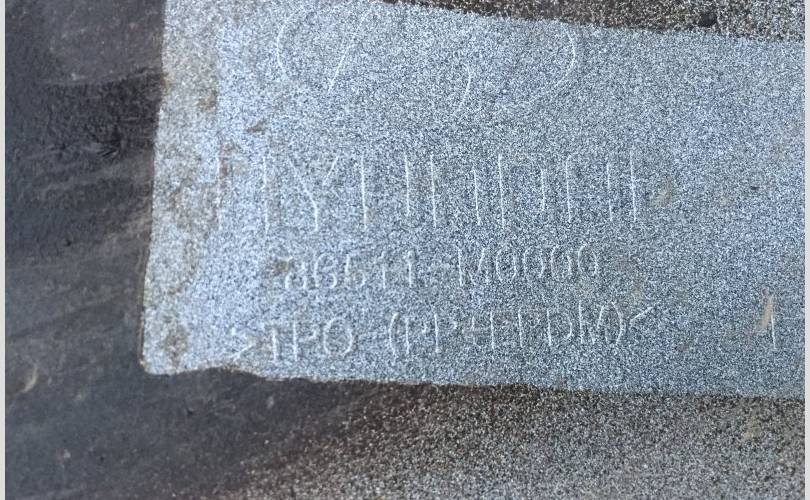 HYUNDAI
86511-M0000
>TPO (PP+EPDM)<